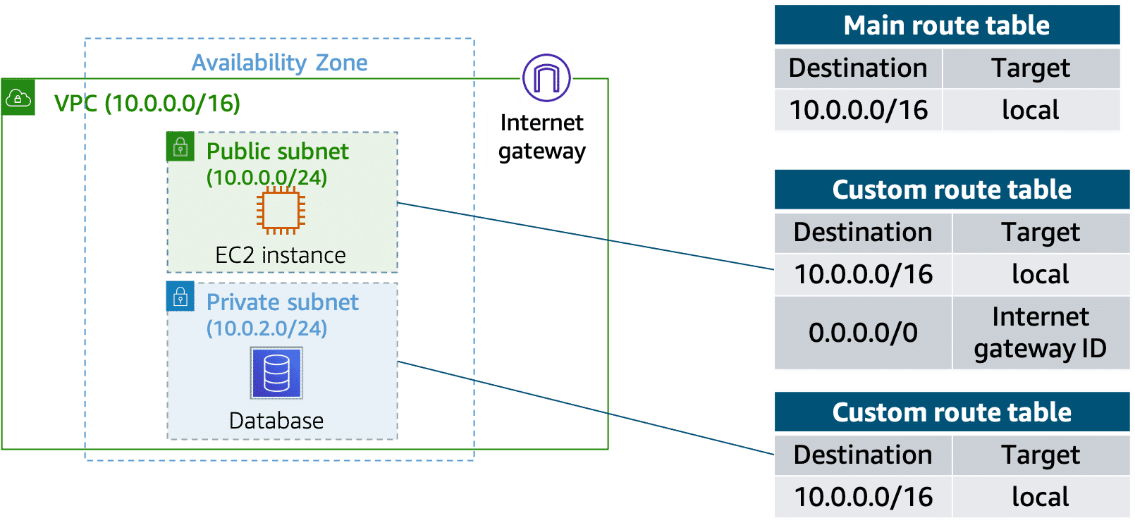 Availability Zone
VPC (10.0.0.0/16)
Internet
gateway
Public subnet
(10.0.0.0/24)
EC2 instance
Private subnet
(10.0.2.0/24)
Database
Main route table
Destination Target
10.0.0.0/16 local
Custom route table
Destination Target
10.0.0.0/16 local
0.0.0.0/0 Internet
gateway ID
Custom route table
Destination Target
10.0.0.0/16 local